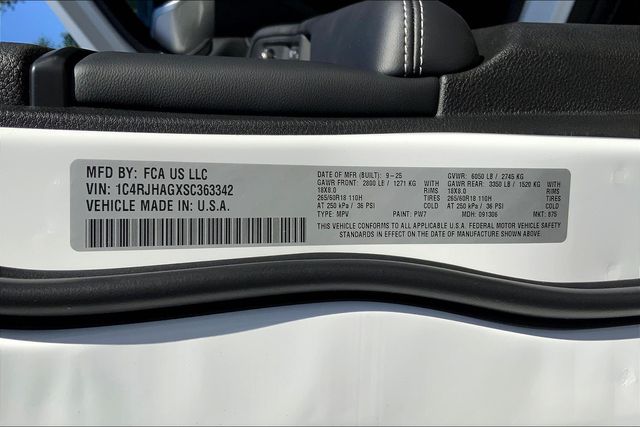 MFD BY: FCA US LLC
VIN: 1C4RJHAGXSC363342
VEHICLE MADE IN: U.S.A.
DATE OF MFR (BUILT): 9-25
GAWR FRONT: 2800 LB / 1271 KG
18X8.0 RIMS
265/60R18 110H TIRES
AT 250 kPa / 36 PSI COLD
TYPE: MPV PAINT: PW7
GVWR: 6050 LB / 2745 KG
GAWR REAR: 3350 LB / 1520 KG
18X8.0 RIMS
265/60R18 110H TIRES
AT 250 kPa / 36 PSI COLD
MDH: 091306 MKT: 875
THIS VEHICLE CONFORMS TO ALL APPLICABLE U.S.A. FEDERAL MOTOR VEHICLE SAFETY
STANDARDS IN EFFECT ON THE DATE OF MANUFACTURE SHOWN ABOVE.